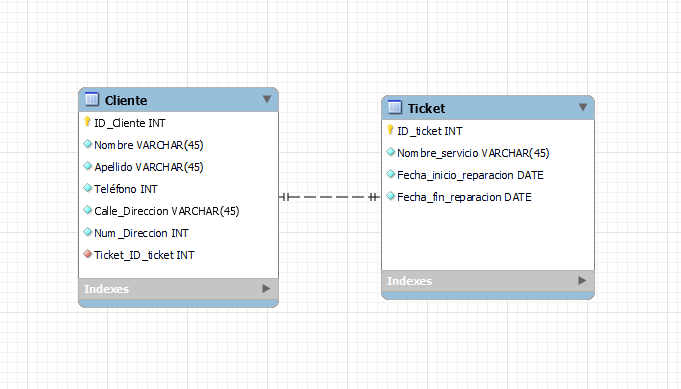 Cliente
ID_Cliente INT
Nombre VARCHAR(45)
Apellido VARCHAR(45)
Teléfono INT
Calle_Direccion VARCHAR(45)
Num_Direccion INT
Ticket_ID_ticket INT
Indexes
Ticket
ID_ticket INT
Nombre_servicio VARCHAR(45)
Fecha_inicio_reparacion DATE
Fecha_fin_reparacion DATE
Indexes